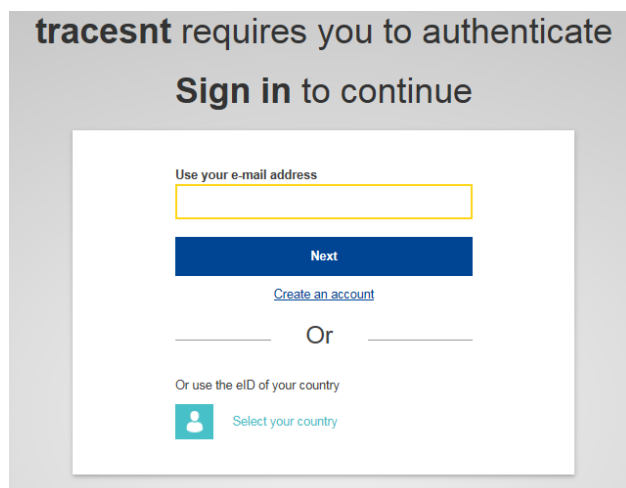 tracesnt requires you to authenticate
Sign in to continue
Use your e-mail address
Next
Create an account
Or
Or use the eID of your country
Select your country